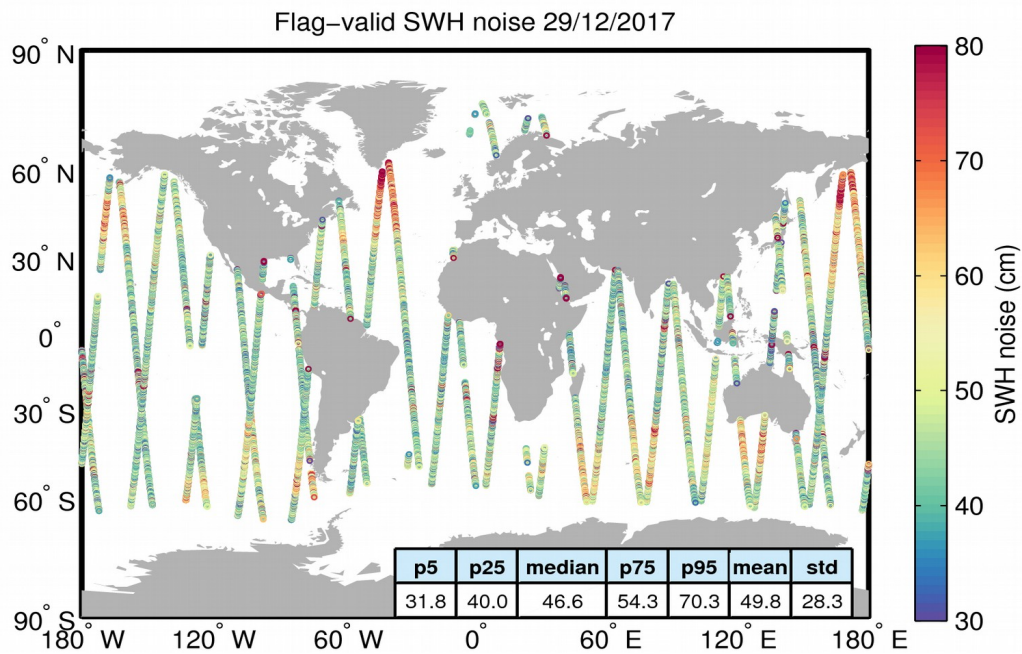 Flag−valid SWH noise 29/12/2017
90° N
60° N
30° N
0°
30° S
60° S
90° S
180° W
120° W
60° W
0°
60° E
120° E
180° E
p5 p25 median p75 p95 mean std
31.8 40.0 46.6 54.3 70.3 49.8 28.3
80
70
60
50
40
30
SWH noise (cm)